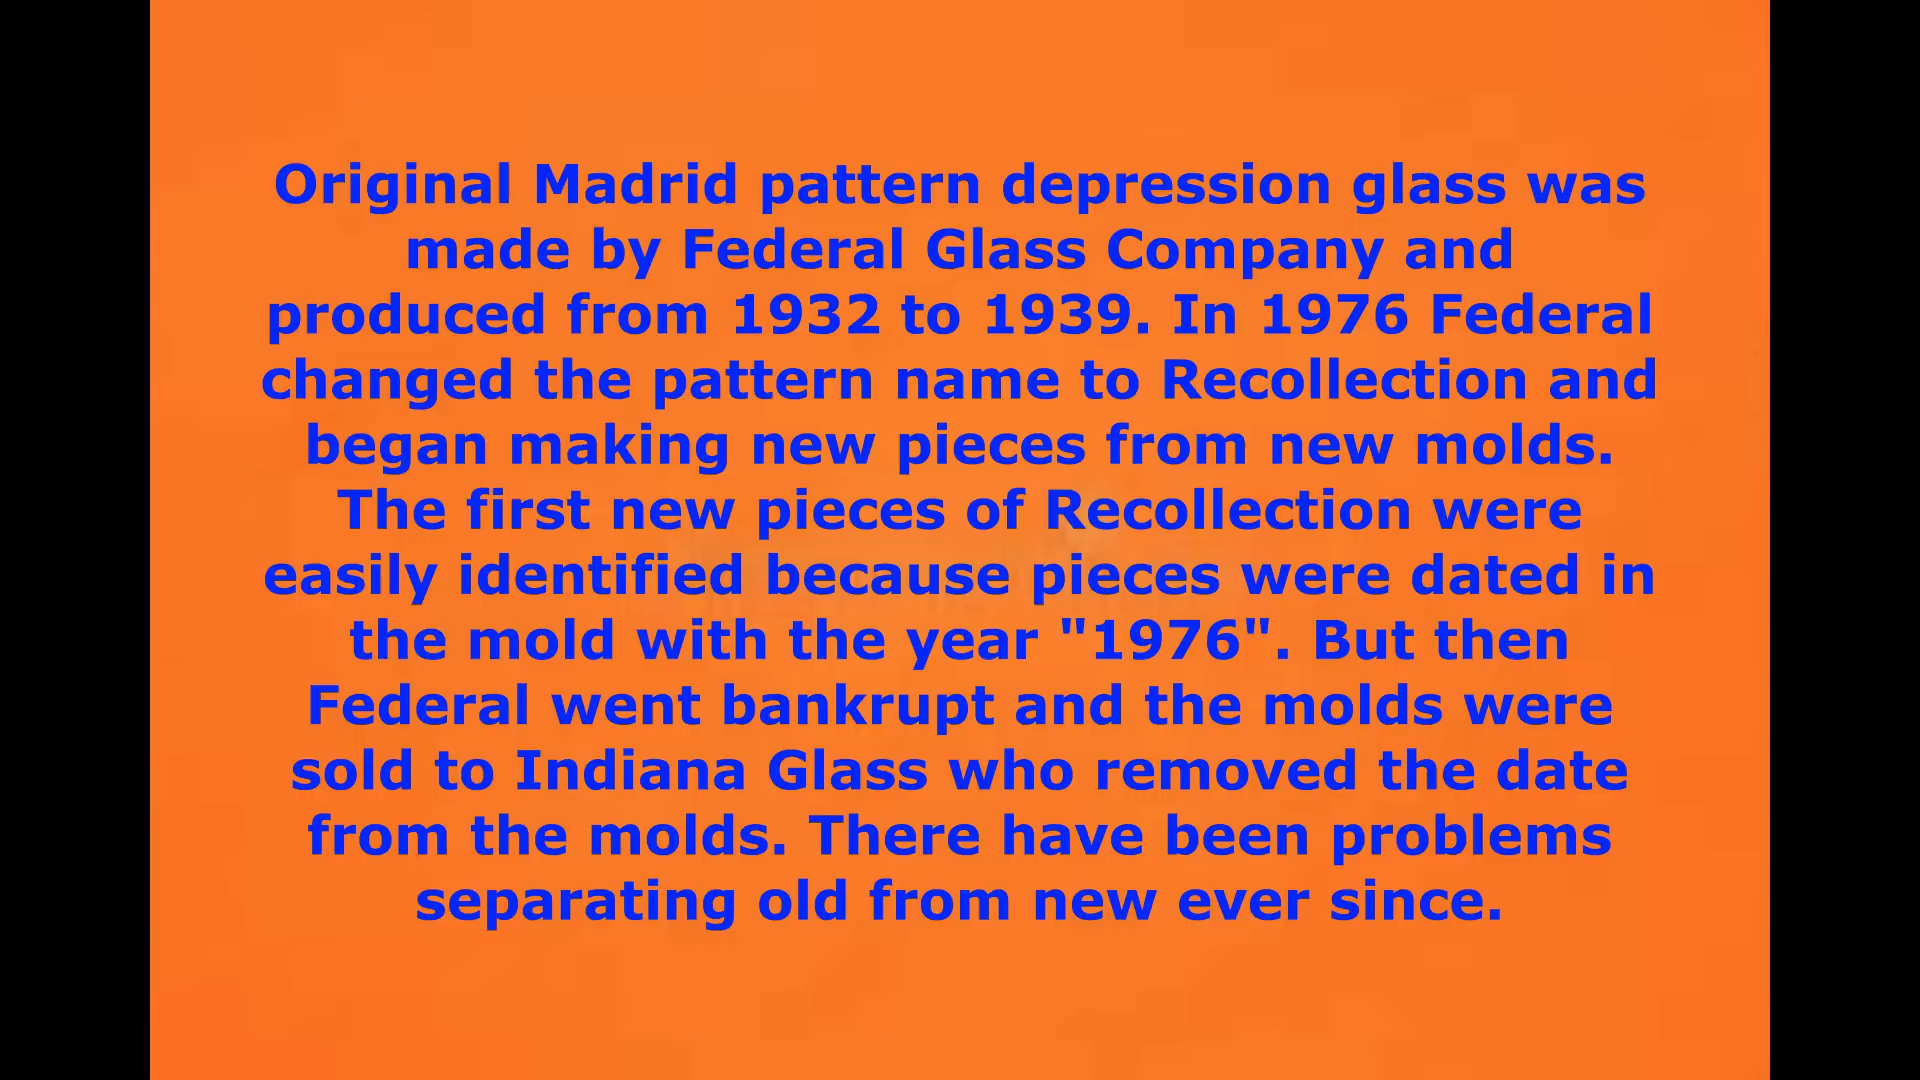 Original Madrid pattern depression glass was
made by Federal Glass Company and
produced from 1932 to 1939. In 1976 Federal
changed the pattern name to Recollection and
began making new pieces from new molds.
The first new pieces of Recollection were
easily identified because pieces were dated in
the mold with the year "1976". But then
Federal went bankrupt and the molds were
sold to Indiana Glass who removed the date
from the molds. There have been problems
separating old from new ever since.